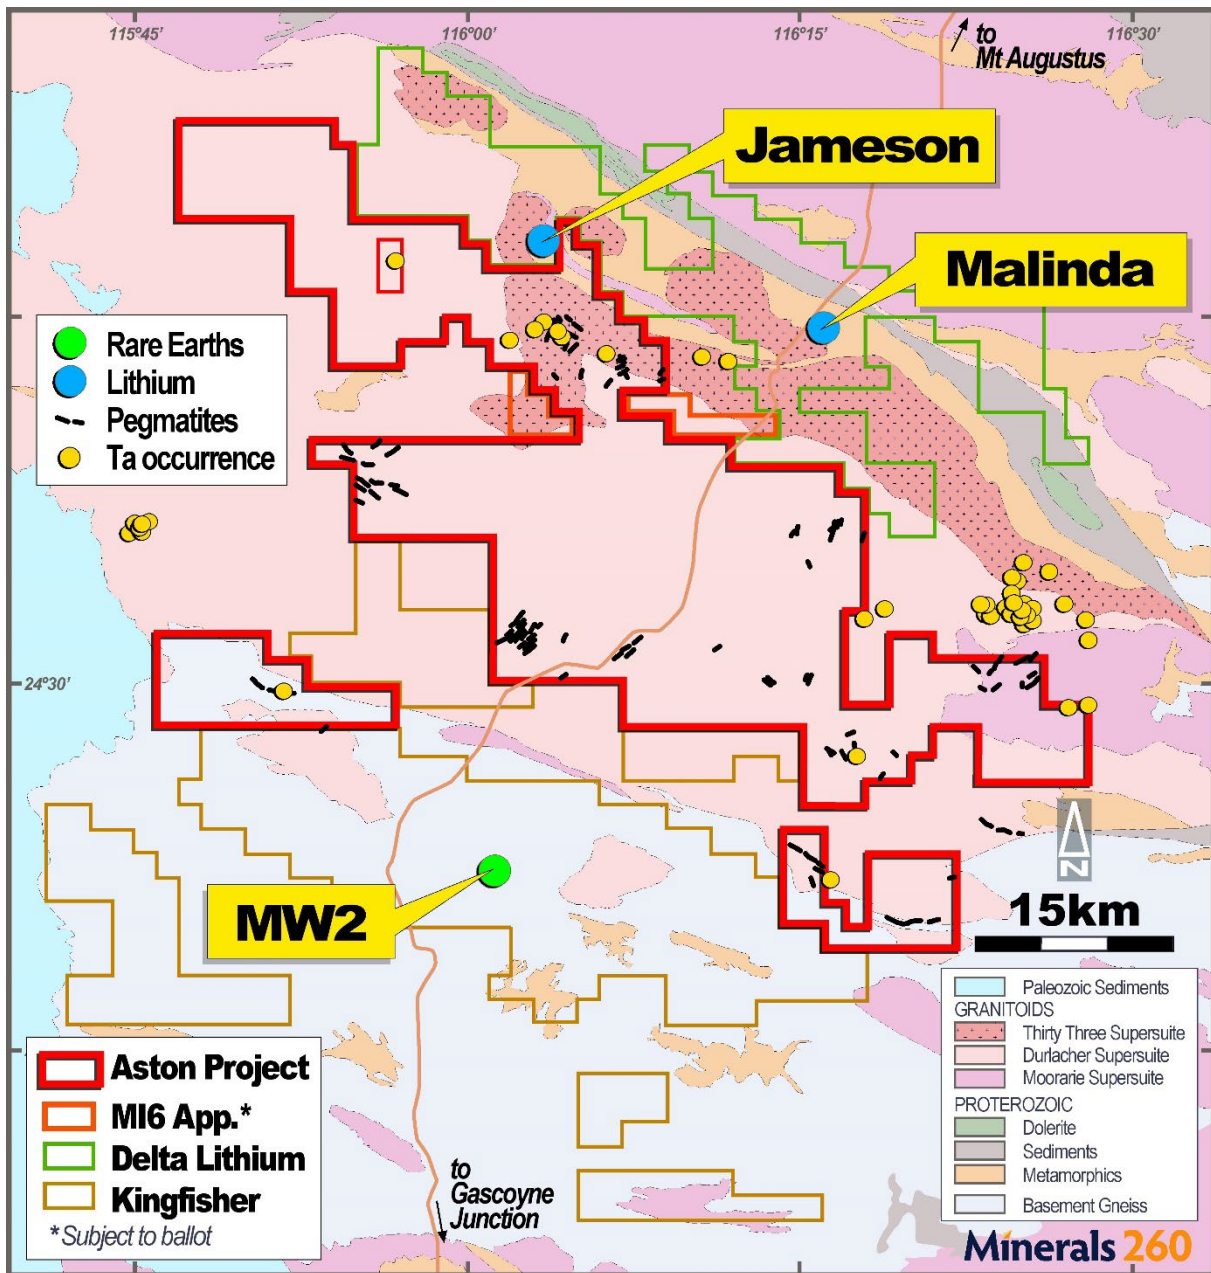 115°45'
116°00'
116°15'
116°30'
to
Mt Augustus
Jameson
Malinda
Rare Earths
Lithium
Pegmatites
Ta occurrence
24°30'
MW2
N
15km
Aston Project
MI6 App.*
Delta Lithium
Kingfisher
*Subject to ballot
to
Gascoyne
Junction
Paleozoic Sediments
GRANITOIDS
Thirty Three Supersuite
Durlacher Supersuite
Moorarie Supersuite
PROTEROZOIC
Dolerite
Sediments
Metamorphics
Basement Gneiss
Minerals 260